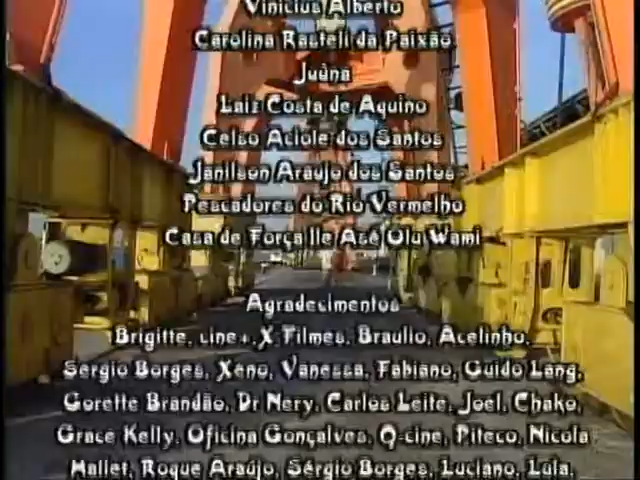 Vinicius Alberto
Carolina Rasteli da Paixão
Juana
Laiz Costa de Aquino
Celso Aciole dos Santos
Janilson Araujo dos Santos
Pescadores do Rio Vermelho
Casa de Força Ile Asé Olu Wami
Agradecimentos
Brigitte, cine+, X Filmes, Braulio, Acelinho,
Sergio Borges, Xeno, Vanessa, Fabiano, Guido Lang,
Gorette Brandão, Dr Nery, Carlos Leite, Joel, Chako,
Grace Kelly, Oficina Gonçalves, Q-cine, Piteco, Nicola
Mallet, Roque Araújo, Sérgio Borges, Luciano, Lula,